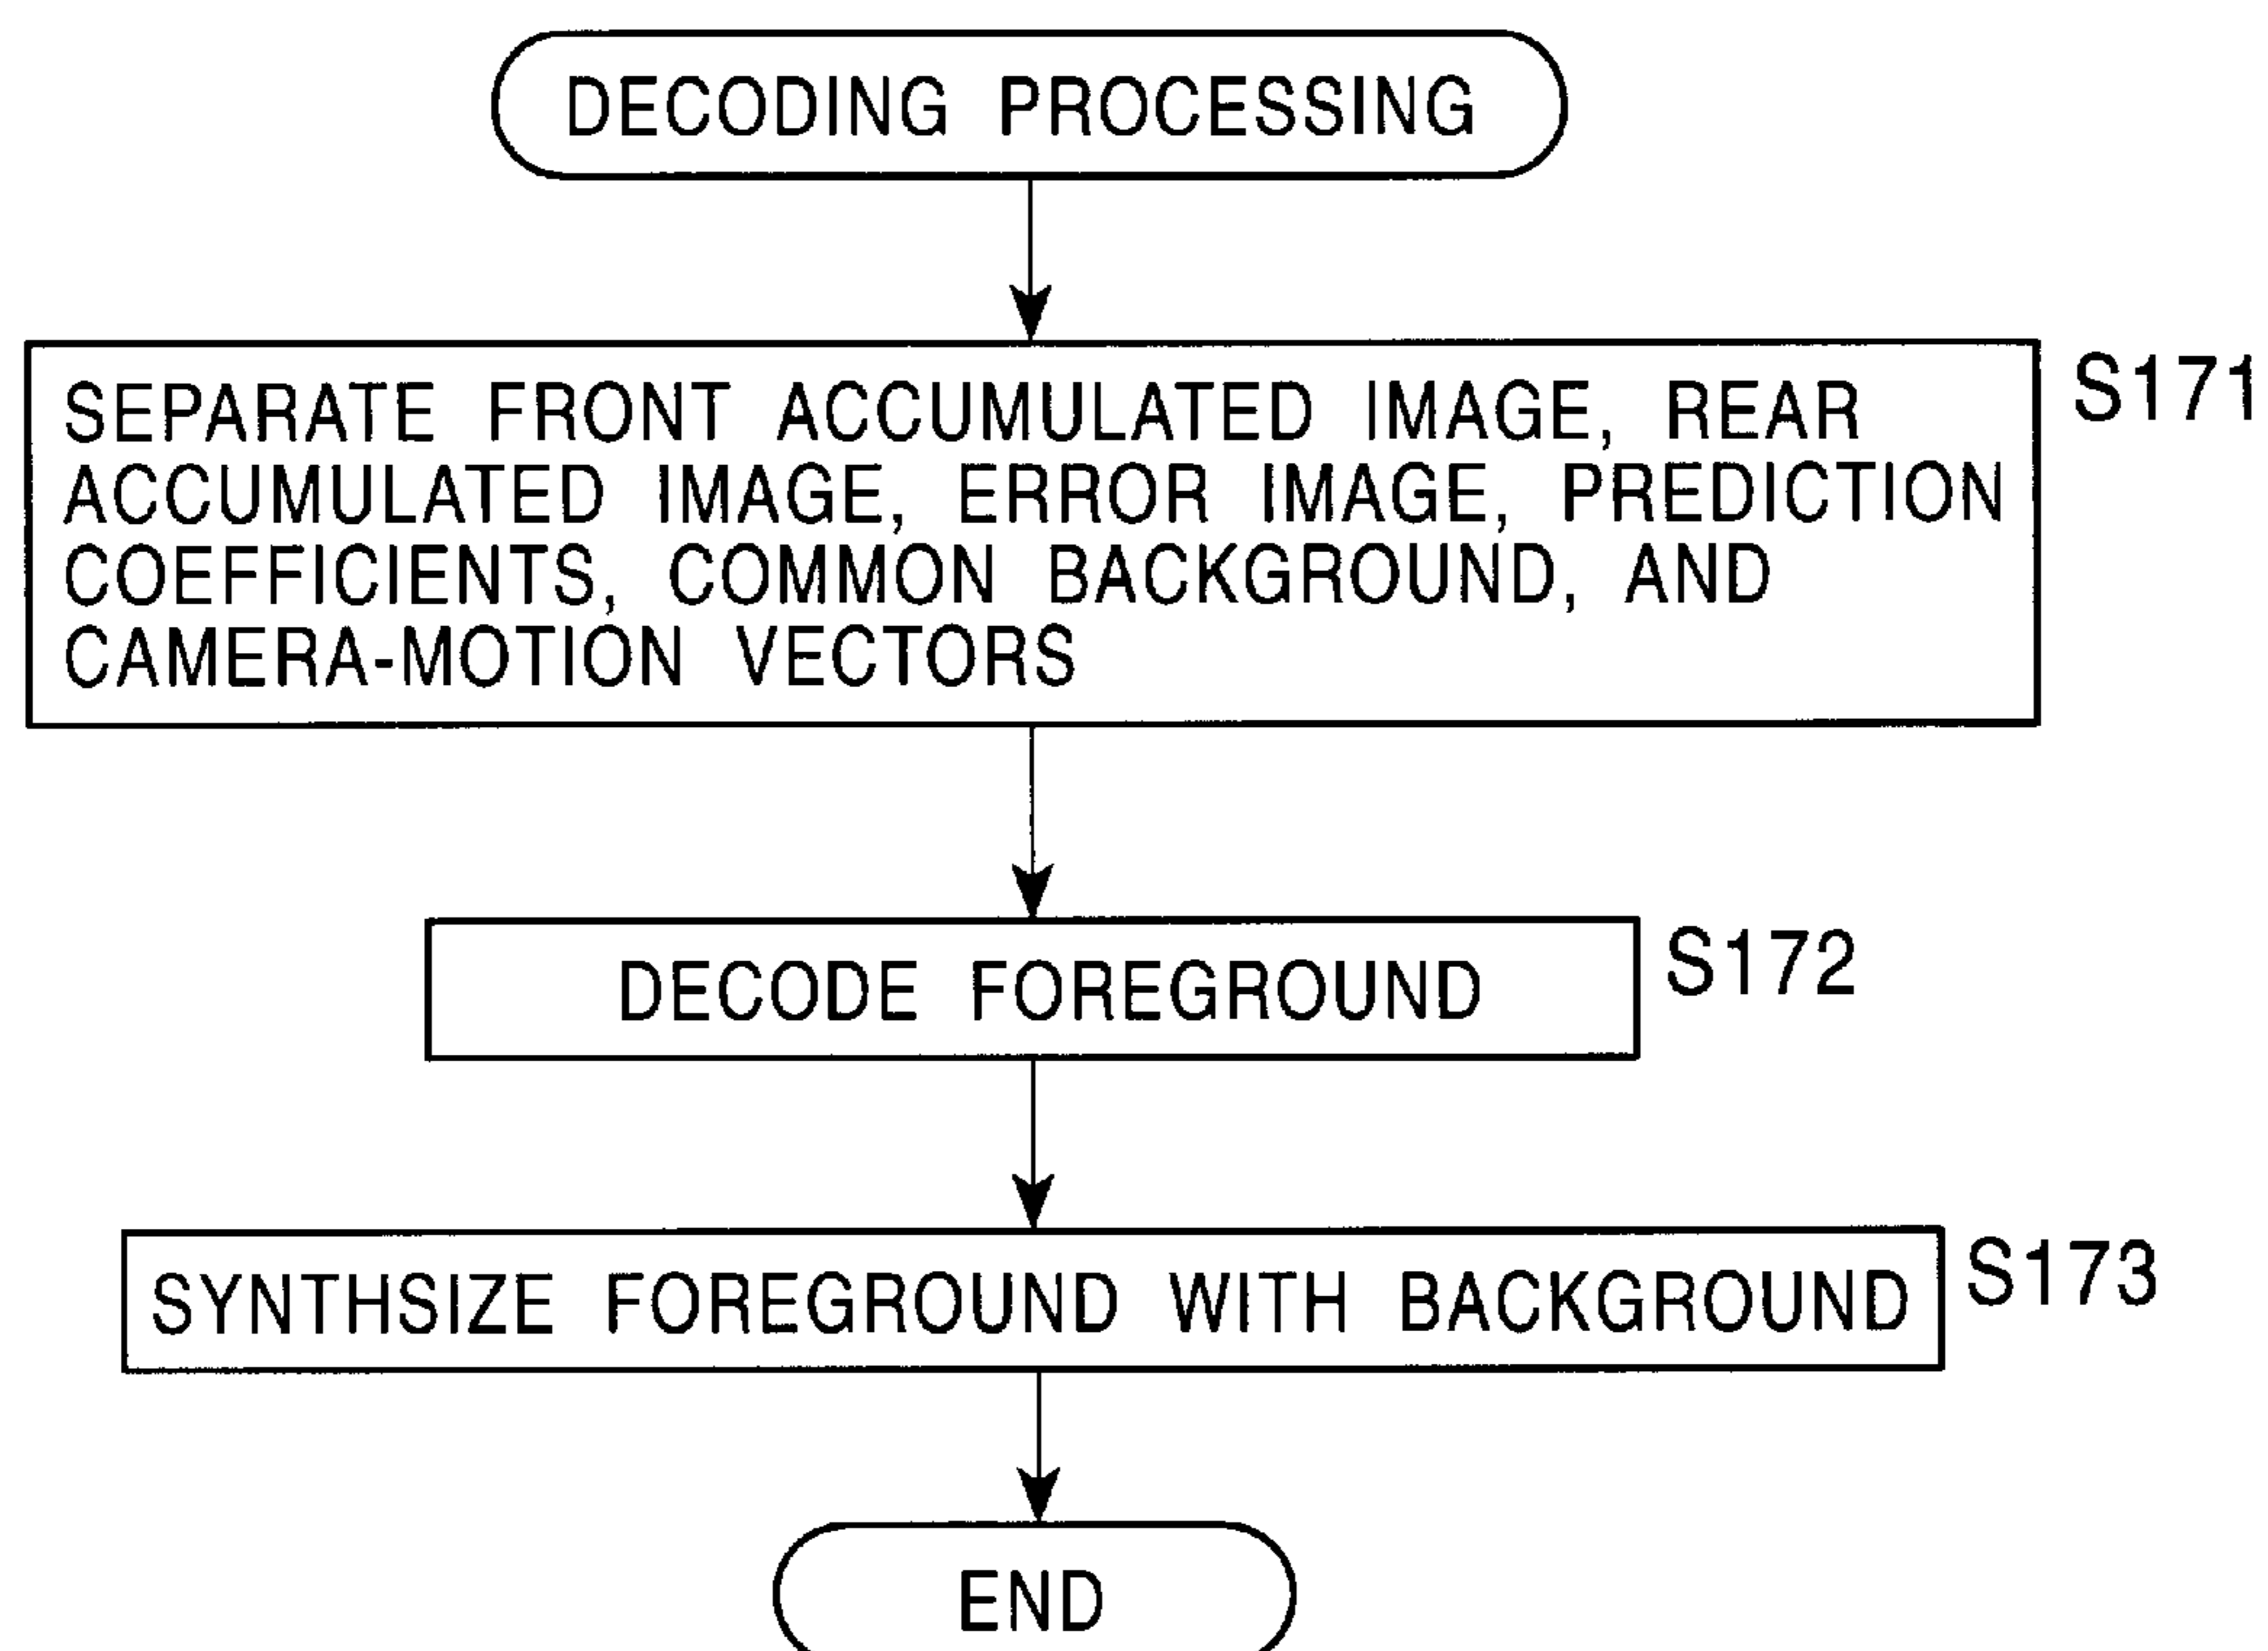 DECODING PROCESSING
SEPARATE FRONT ACCUMULATED IMAGE, REAR
ACCUMULATED IMAGE, ERROR IMAGE, PREDICTION
COEFFICIENTS, COMMON BACKGROUND, AND
CAMERA-MOTION VECTORS
S171
DECODE FOREGROUND
S172
SYNTHSIZE FOREGROUND WITH BACKGROUND
S173
END